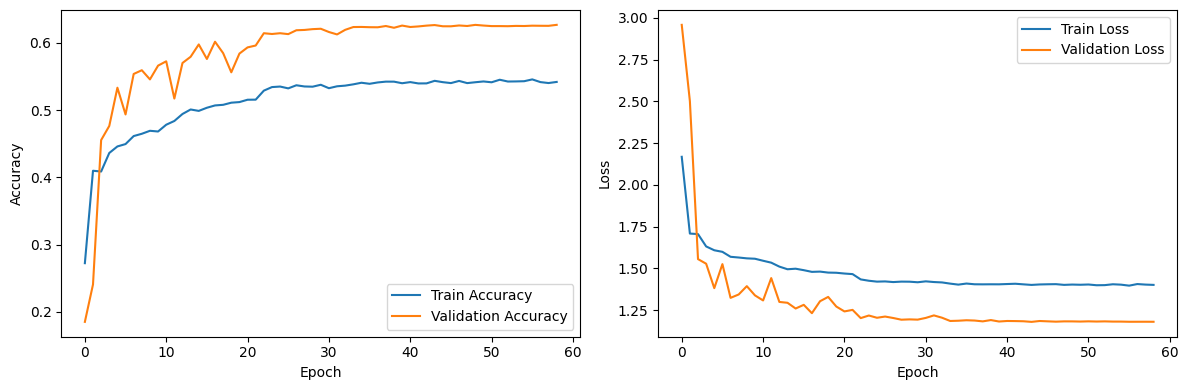 0.6
0.5
0.4
0.3
0.2
Accuracy
0 10 20 30 40 50 60
Epoch
Train Accuracy
Validation Accuracy
3.00
2.75
2.50
2.25
2.00
1.75
1.50
1.25
Loss
0 10 20 30 40 50 60
Epoch
Train Loss
Validation Loss